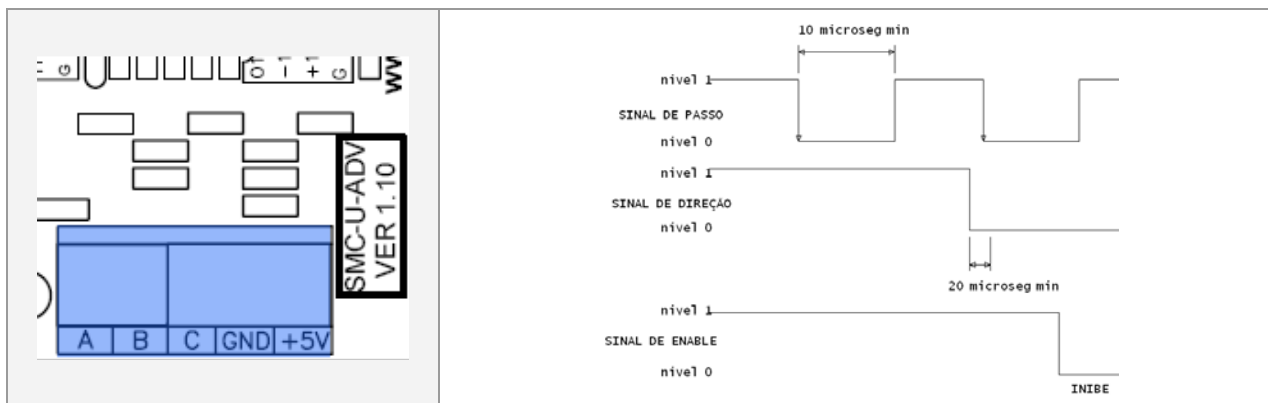 G
+1
G
SMC-U-ADV
VER 1.10
A B C GND +5V
10 microseg min
nivel 1
SINAL DE PASSO
nivel 0
nivel 1
SINAL DE DIREÇÃO
nivel 0
20 microseg min
nivel 1
SINAL DE ENABLE
nivel 0
INIBE